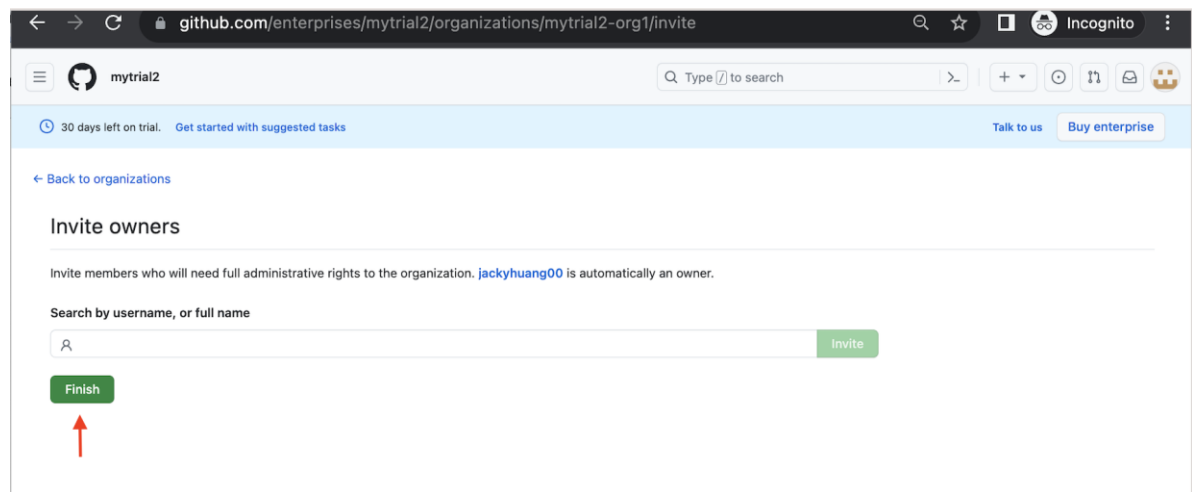 github.com/enterprises/mytrial2/organizations/mytrial2-org1/invite Incognito
mytrial2 Type / to search
30 days left on trial. Get started with suggested tasks Talk to us Buy enterprise
← Back to organizations
Invite owners
Invite members who will need full administrative rights to the organization. jackyhuang00 is automatically an owner.
Search by username, or full name
Invite
Finish